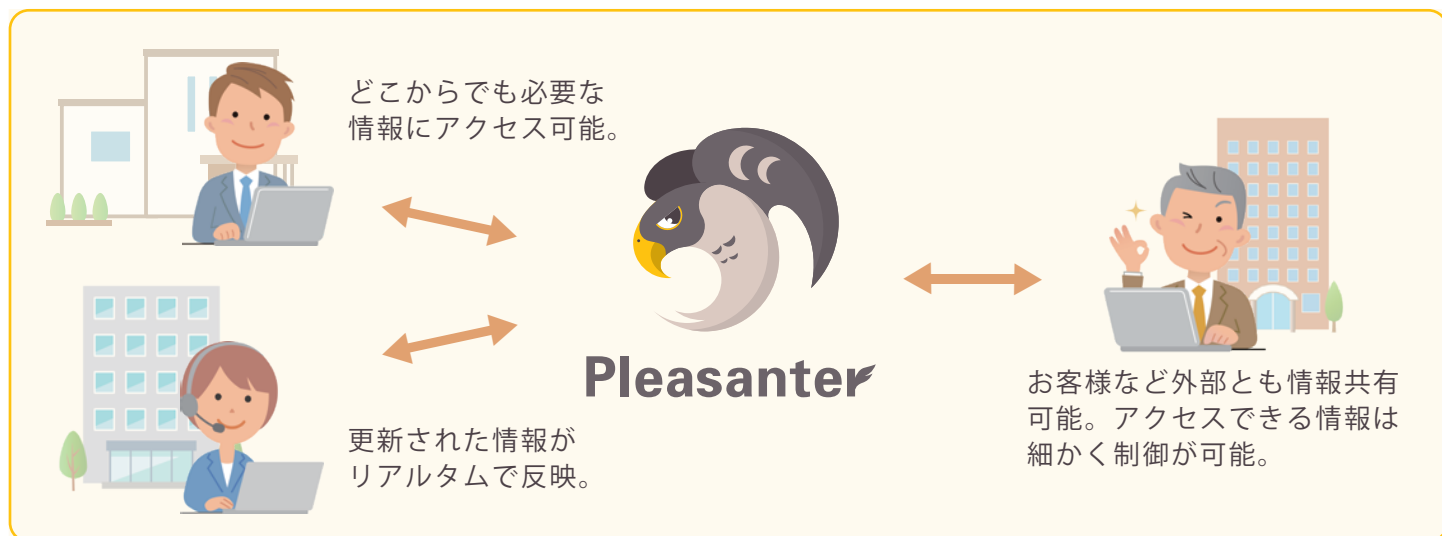 どこからでも必要な
情報にアクセス可能。
Pleasanter
更新された情報が
リアルタムで反映。
お客様など外部とも情報共有
可能。アクセスできる情報は
細かく制御が可能。